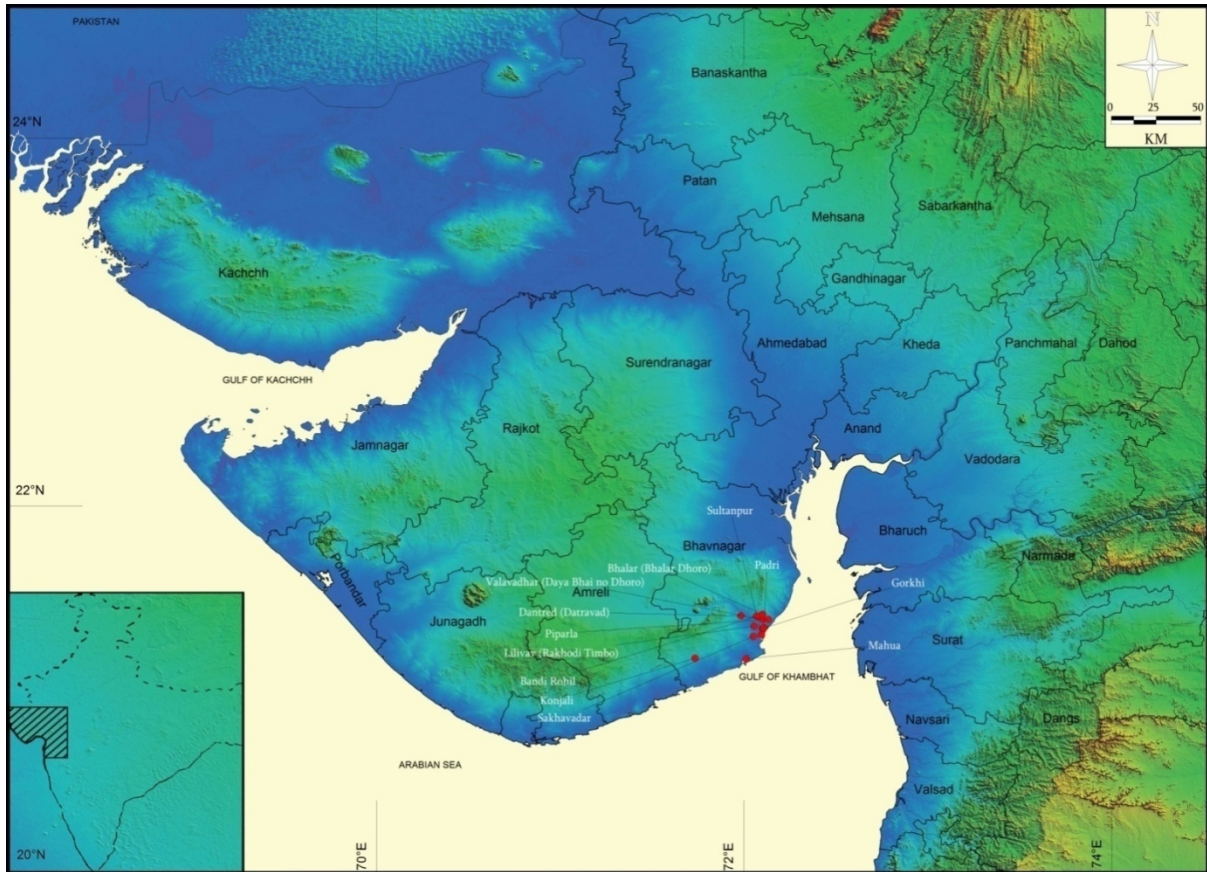 PAKISTAN
N
0 25 50
KM
Banaskantha
24°N
Patan
Mehsana
Sabarkantha
Kachchh
Gandhinagar
Ahmedabad
Kheda
Panchmahal
Dahod
Surendranagar
GULF OF KACHCHH
Rajkot
Anand
Jamnagar
Vadodara
22°N
Sultanpur
Bharuch
Bhavnagar
Narmada
Bhalar (Bhalar Dhoro)
Padri
Valavadhar (Daya Bhai no Dhoro)
Gorkhi
Porbandar
Amreli
Dantred (Datravad)
Junagadh
Piparla
Surat
Mahua
Lilivav (Rakhodi Timbo)
GULF OF KHAMBHAT
Bandi Rohil
Konjali
Sakhavadar
Navsari
Dangs
ARABIAN SEA
Valsad
20°N
70°E
72°E
74°E